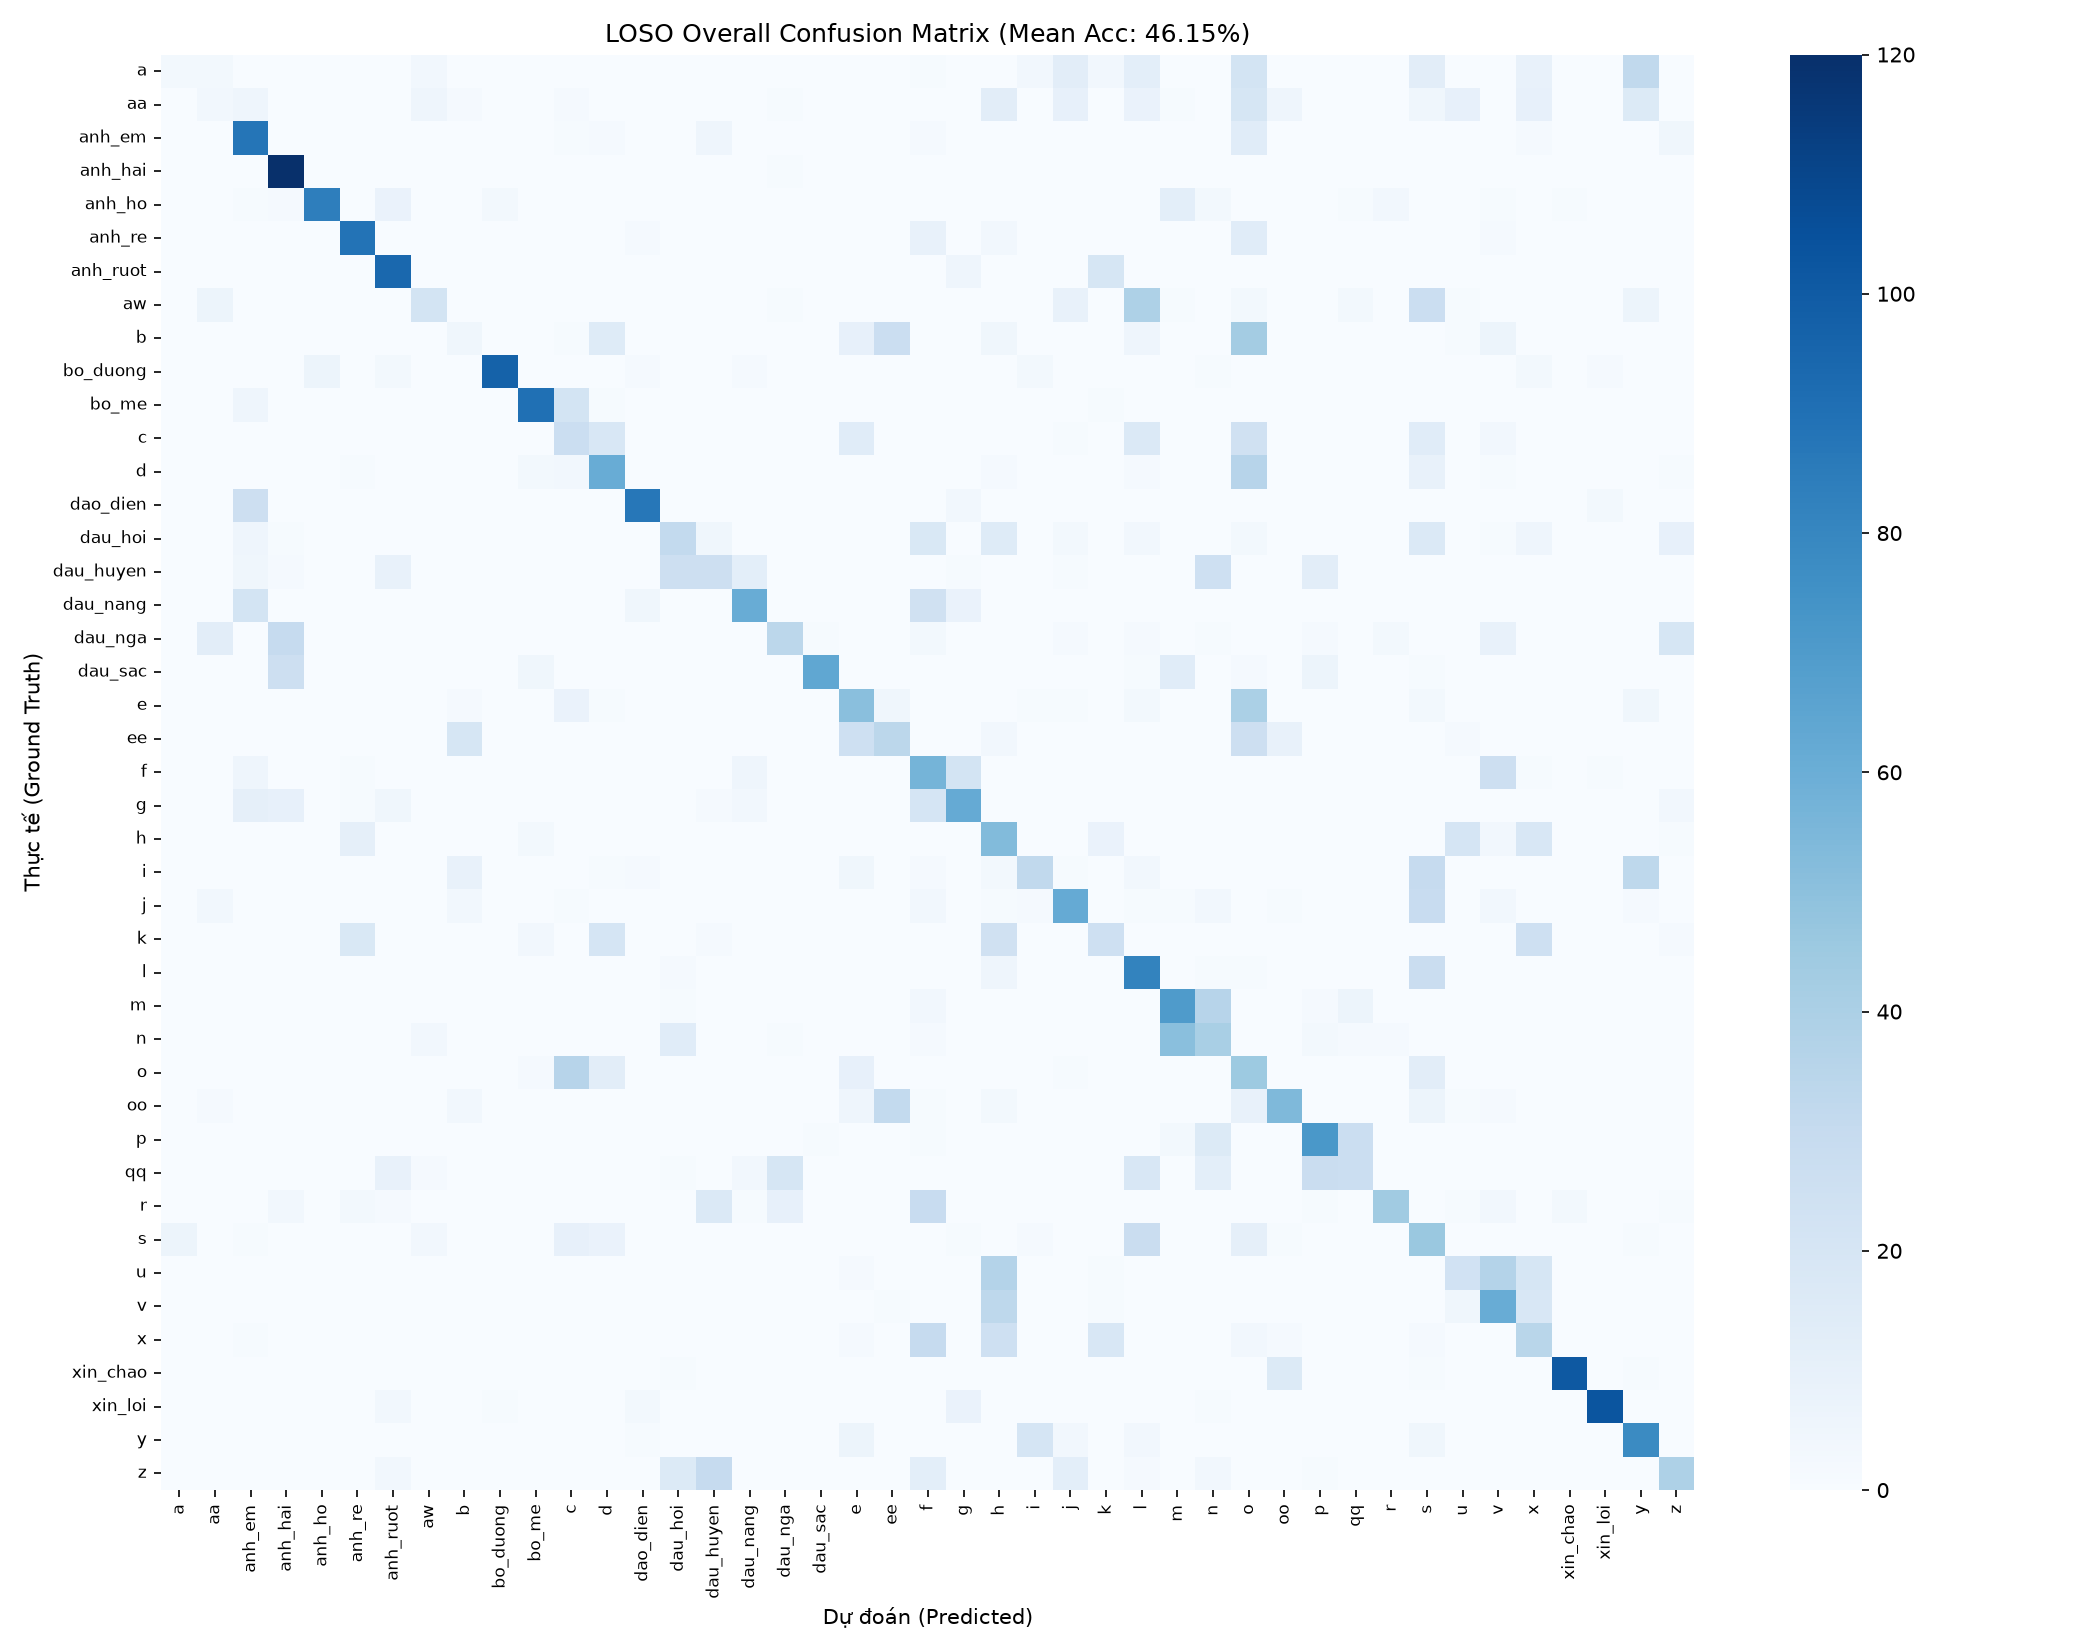 LOSO Overall Confusion Matrix (Mean Acc: 46.15%)
Thực tế (Ground Truth)
a
aa
anh_em
anh_hai
anh_ho
anh_re
anh_ruot
aw
b
bo_duong
bo_me
c
d
dao_dien
dau_hoi
dau_huyen
dau_nang
dau_nga
dau_sac
e
ee
f
g
h
i
j
k
l
m
n
o
oo
p
qq
r
s
u
v
x
xin_chao
xin_loi
y
z
a aa anh_em anh_hai anh_ho anh_re anh_ruot aw b bo_duong bo_me c d dao_dien dau_hoi dau_huyen dau_nang dau_nga dau_sac e ee f g h i j k l m n o oo p qq r s u v x xin_chao xin_loi y z
Dự đoán (Predicted)
120
100
80
60
40
20
0